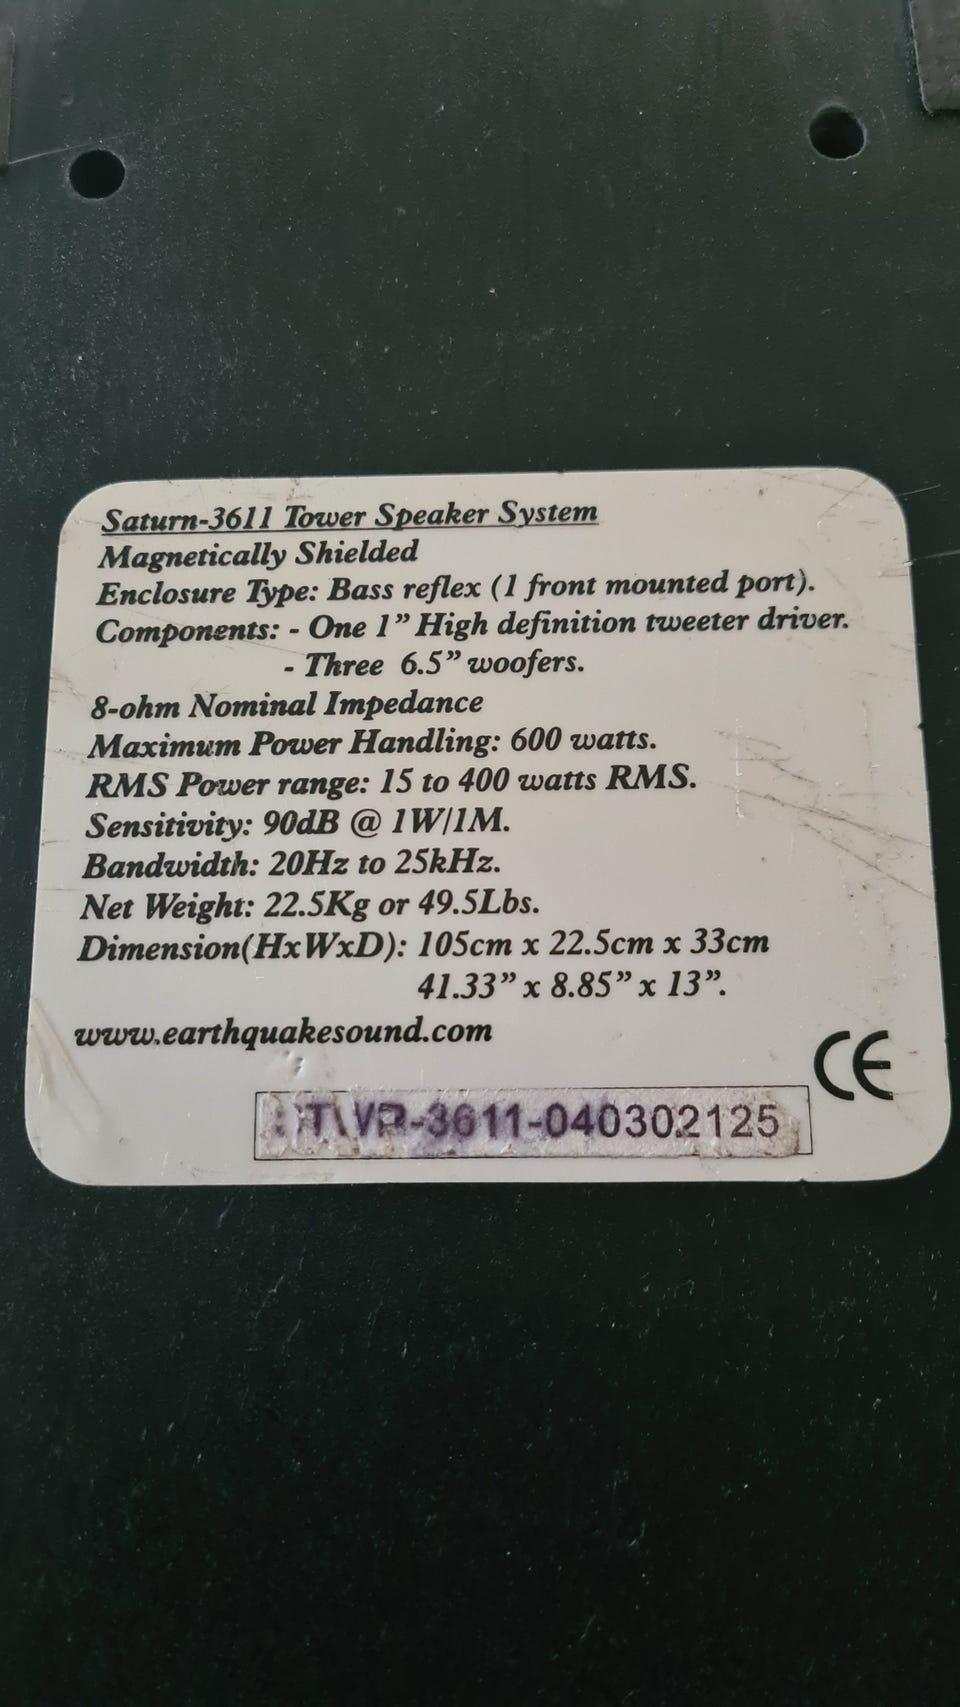 Saturn-3611 Tower Speaker System
Magnetically Shielded
Enclosure Type: Bass reflex (1 front mounted port).
Components: - One 1” High definition tweeter driver.
- Three 6.5” woofers.
8-ohm Nominal Impedance
Maximum Power Handling: 600 watts.
RMS Power range: 15 to 400 watts RMS.
Sensitivity: 90dB @ 1W/1M.
Bandwidth: 20Hz to 25kHz.
Net Weight: 22.5Kg or 49.5Lbs.
Dimension(HxWxD): 105cm x 22.5cm x 33cm
41.33” x 8.85” x 13”.
www.earthquakesound.com
CE
-3611-040302125